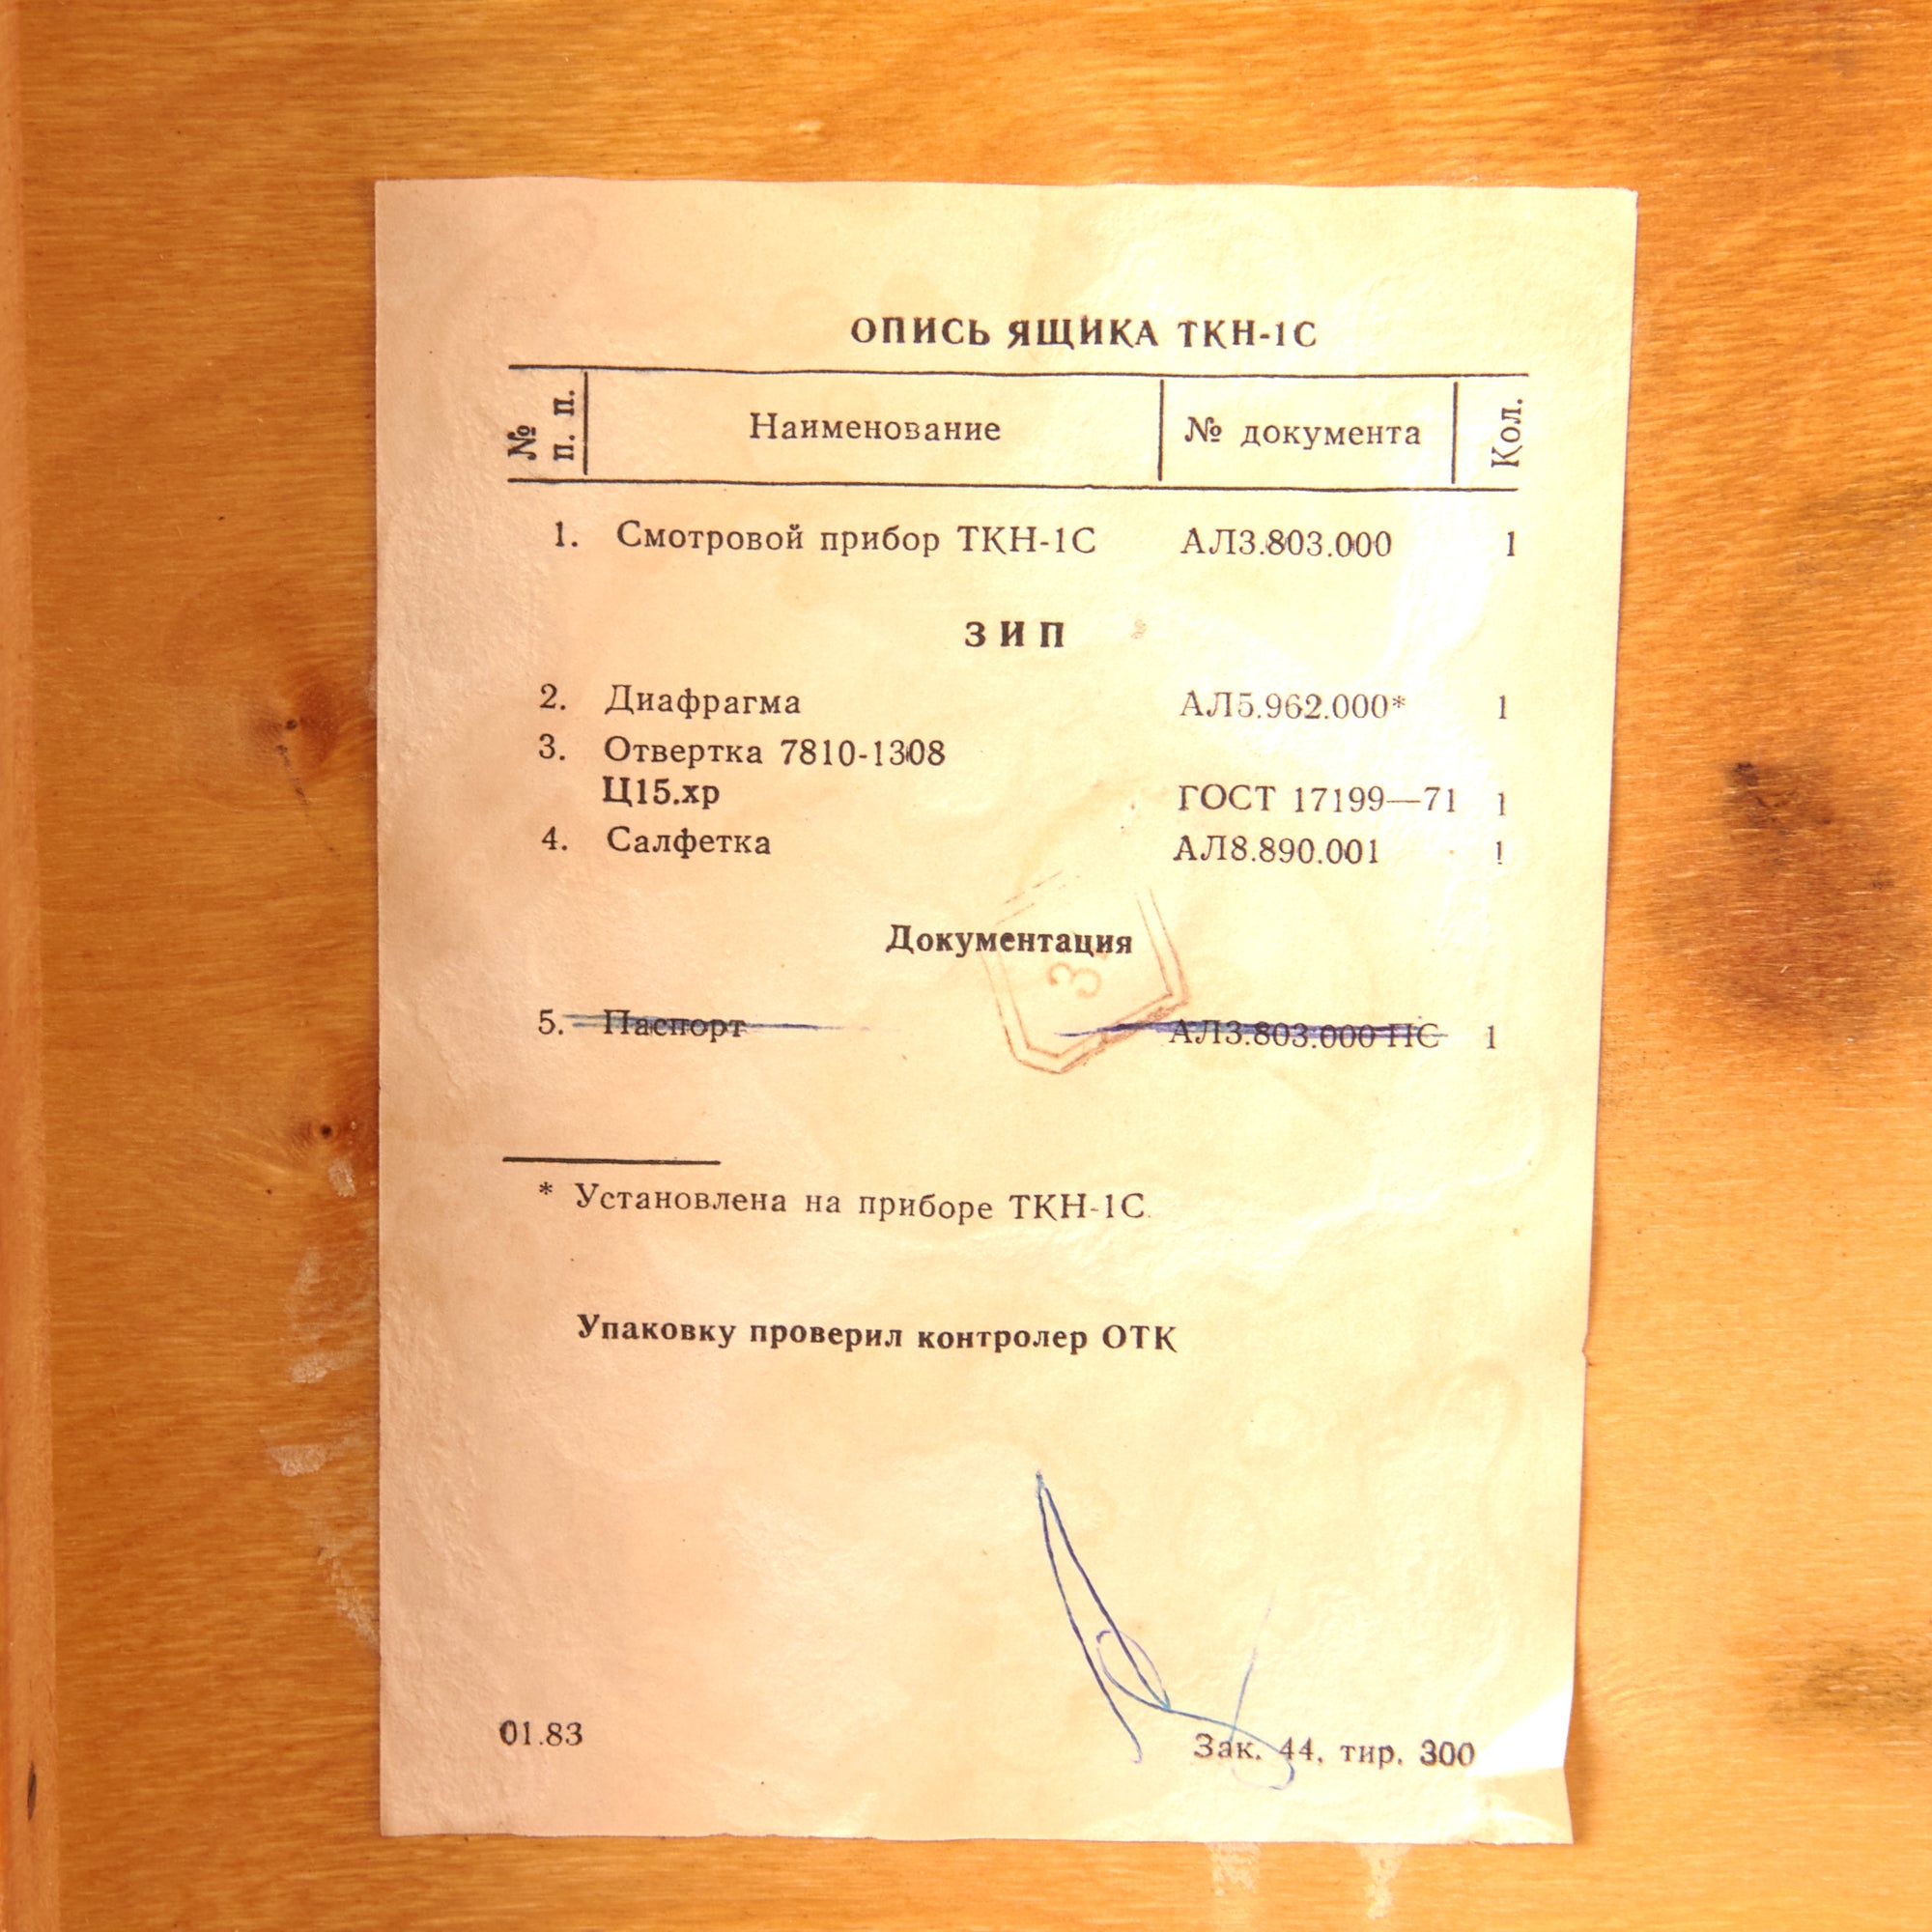 ОПИСЬ ЯЩИКА ТКН-1С
№ п. п. Наименование № документа Кол.
1. Смотровой прибор ТКН-1С АЛ3.803.000 1
ЗИП
2. Диафрагма АЛ5.962.000* 1
3. Отвертка 7810-1308
Ц15.хр ГОСТ 17199—71 1
4. Салфетка АЛ8.890.001 1
Документация
3
5. Паспорт АЛ3.803.000 ПС 1
* Установлена на приборе ТКН-1С
Упаковку проверил контролер ОТК
01.83 Зак. 44. тир. 300